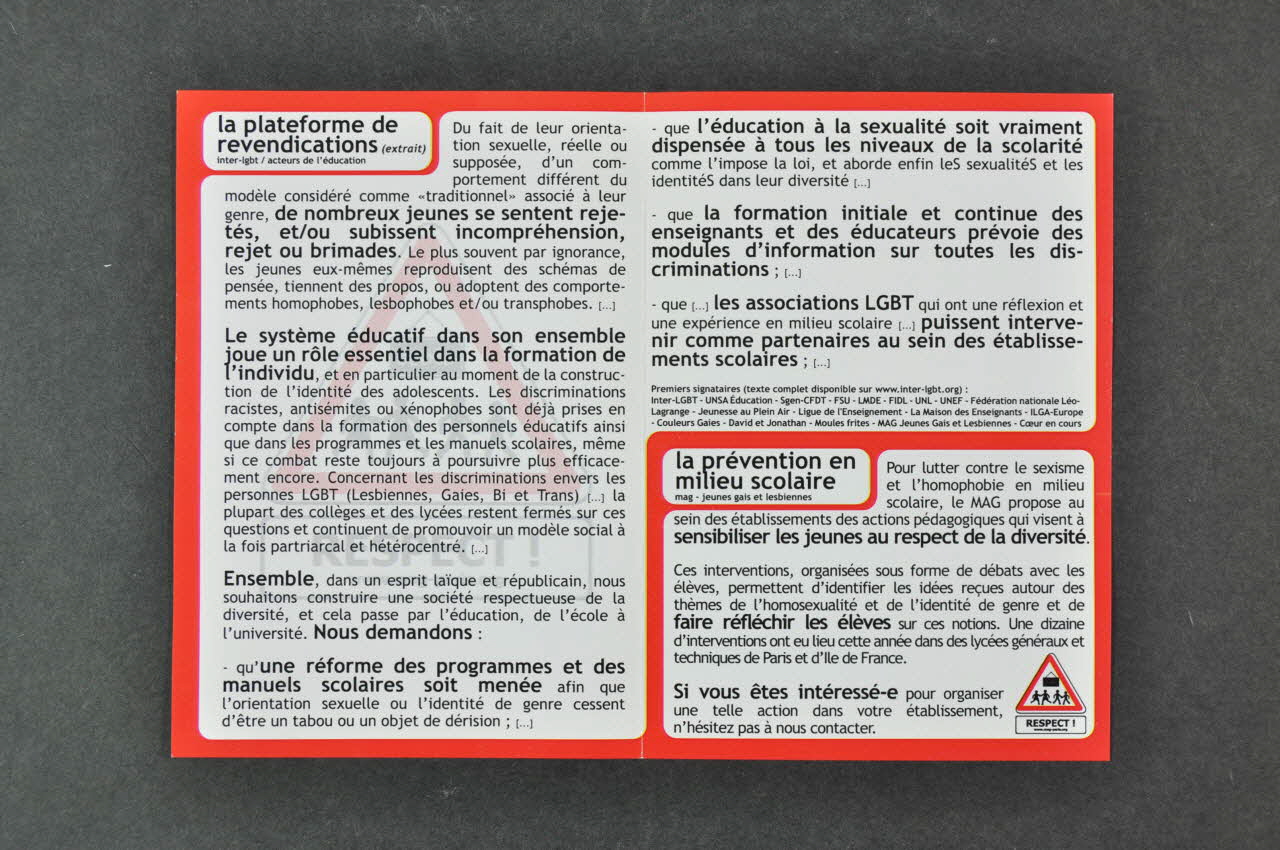 la plateforme de
revendications (extrait)
inter-lgbt / acteurs de l'éducation
Du fait de leur orienta-
tion sexuelle, réelle ou
supposée, d'un com-
portement différent du
modèle considéré comme «traditionnel» associé à leur
genre, de nombreux jeunes se sentent reje-
tés, et/ou subissent incompréhension,
rejet ou brimades. Le plus souvent par ignorance,
les jeunes eux-mêmes reproduisent des schémas de
pensée, tiennent des propos, ou adoptent des comporte-
ments homophobes, lesbophobes et/ou transphobes. [...]
Le système éducatif dans son ensemble
joue un rôle essentiel dans la formation de
l'individu, et en particulier au moment de la construc-
tion de l'identité des adolescents. Les discriminations
racistes, antisémites ou xénophobes sont déjà prises en
compte dans la formation des personnels éducatifs ainsi
que dans les programmes et les manuels scolaires, même
si ce combat reste toujours à poursuivre plus efficace-
ment encore. Concernant les discriminations envers les
personnes LGBT (Lesbiennes, Gaies, Bi et Trans) [...] la
plupart des collèges et des lycées restent fermés sur ces
questions et continuent de promouvoir un modèle social à
la fois partriarcal et hétérocentré. [...]
Ensemble, dans un esprit laïque et républicain, nous
souhaitons construire une société respectueuse de la
diversité, et cela passe par l'éducation, de l'école à
l'université. Nous demandons :
- qu'une réforme des programmes et des
manuels scolaires soit menée afin que
l'orientation sexuelle ou l'identité de genre cessent
d'être un tabou ou un objet de dérision ; [...]
RESPECT !
- que l'éducation à la sexualité soit vraiment
dispensée à tous les niveaux de la scolarité
comme l'impose la loi, et aborde enfin leS sexualitéS et les
identitéS dans leur diversité [...]
- que la formation initiale et continue des
enseignants et des éducateurs prévoie des
modules d'information sur toutes les dis-
criminations ; [...]
- que [...] les associations LGBT qui ont une réflexion et
une expérience en milieu scolaire [...] puissent interve-
nir comme partenaires au sein des établisse-
ments scolaires ; [...]
Premiers signataires (texte complet disponible sur www.inter-lgbt.org) :
Inter-LGBT - UNSA Éducation - Sgen-CFDT - FSU - LMDE - FIDL - UNL - UNEF - Fédération nationale Léo-
Lagrange - Jeunesse au Plein Air - Ligue de l'Enseignement - La Maison des Enseignants - ILGA-Europe
- Couleurs Gaies - David et Jonathan - Moules frites - MAG Jeunes Gais et Lesbiennes - Cœur en cours
la prévention en
milieu scolaire
mag - jeunes gais et lesbiennes
Pour lutter contre le sexisme
et l'homophobie en milieu
scolaire, le MAG propose au
sein des établissements des actions pédagogiques qui visent à
sensibiliser les jeunes au respect de la diversité.
Ces interventions, organisées sous forme de débats avec les
élèves, permettent d'identifier les idées reçues autour des
thèmes de l'homosexualité et de l'identité de genre et de
faire réfléchir les élèves sur ces notions. Une dizaine
d'interventions ont eu lieu cette année dans des lycées généraux et
techniques de Paris et d'Ile de France.
Si vous êtes intéressé-e pour organiser
une telle action dans votre établissement,
n'hésitez pas à nous contacter.
RESPECT !
www.mag-paris.org